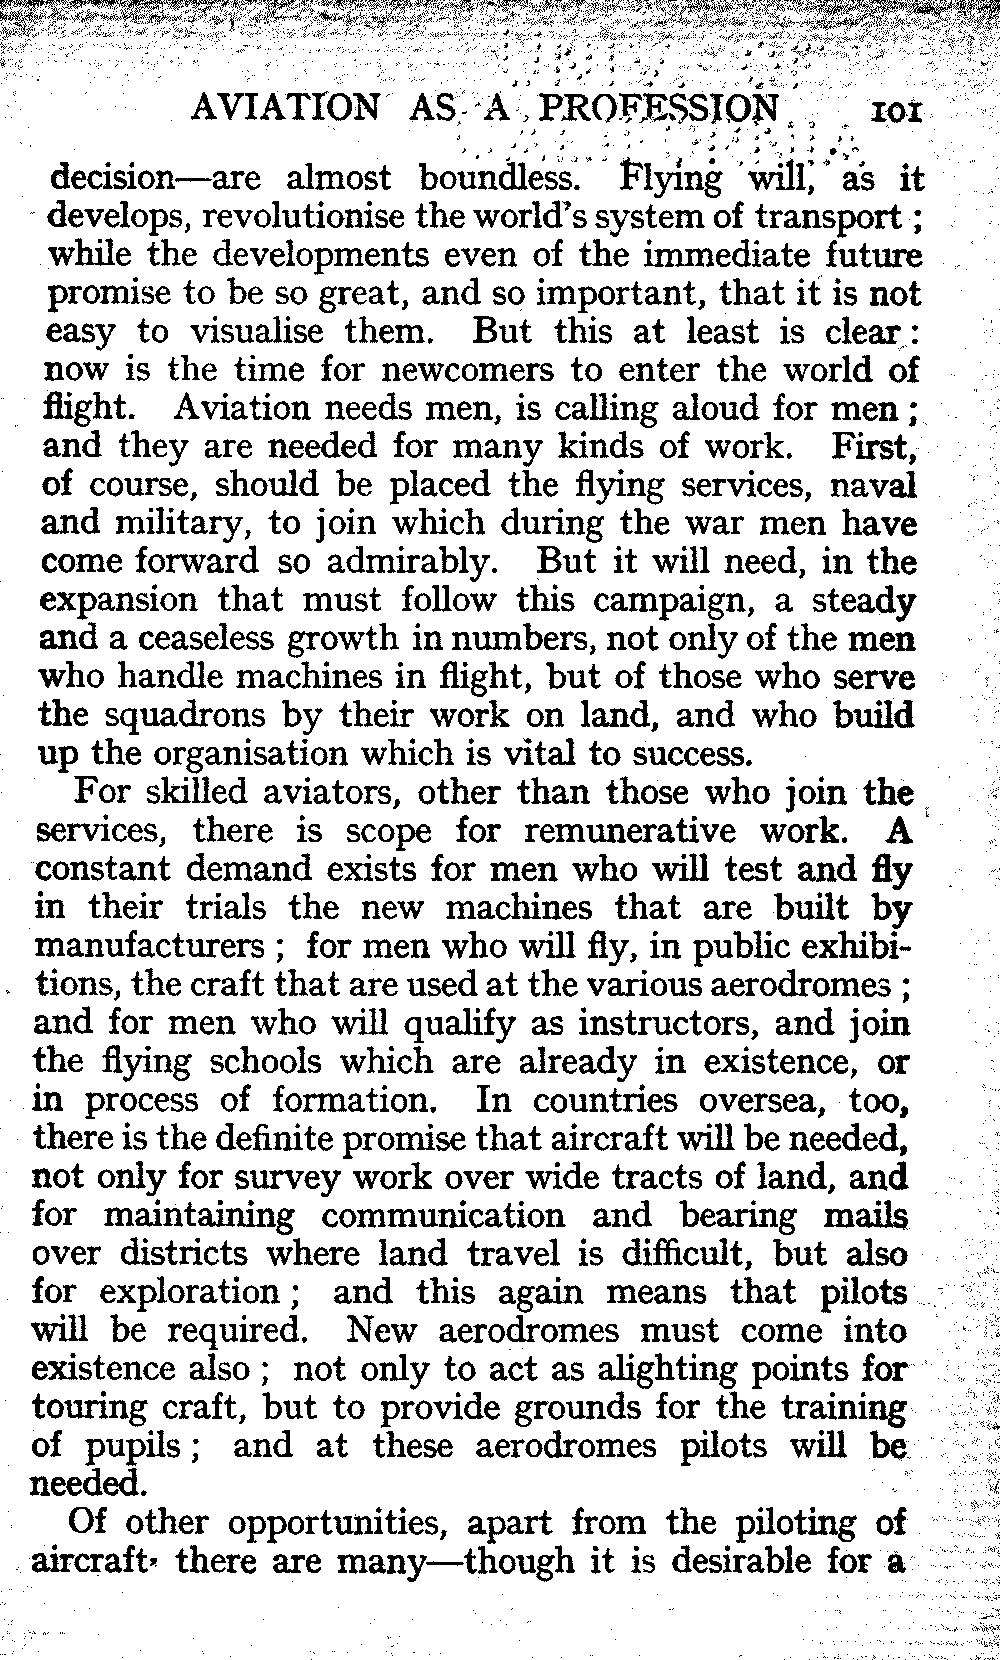 AVIATION AS A PROFESSION 101
decision—are almost boundless. Flying will, as it
develops, revolutionise the world's system of transport ;
while the developments even of the immediate future
promise to be so great, and so important, that it is not
easy to visualise them. But this at least is clear :
now is the time for newcomers to enter the world of
flight. Aviation needs men, is calling aloud for men ;
and they are needed for many kinds of work. First,
of course, should be placed the flying services, naval
and military, to join which during the war men have
come forward so admirably. But it will need, in the
expansion that must follow this campaign, a steady
and a ceaseless growth in numbers, not only of the men
who handle machines in flight, but of those who serve
the squadrons by their work on land, and who build
up the organisation which is vital to success.
For skilled aviators, other than those who join the
services, there is scope for remunerative work. A
constant demand exists for men who will test and fly
in their trials the new machines that are built by
manufacturers ; for men who will fly, in public exhibi-
tions, the craft that are used at the various aerodromes ;
and for men who will qualify as instructors, and join
the flying schools which are already in existence, or
in process of formation. In countries oversea, too,
there is the definite promise that aircraft will be needed,
not only for survey work over wide tracts of land, and
for maintaining communication and bearing mails
over districts where land travel is difficult, but also
for exploration ; and this again means that pilots
will be required. New aerodromes must come into
existence also ; not only to act as alighting points for
touring craft, but to provide grounds for the training
of pupils ; and at these aerodromes pilots will be
needed.
Of other opportunities, apart from the piloting of
aircraft, there are many—though it is desirable for a